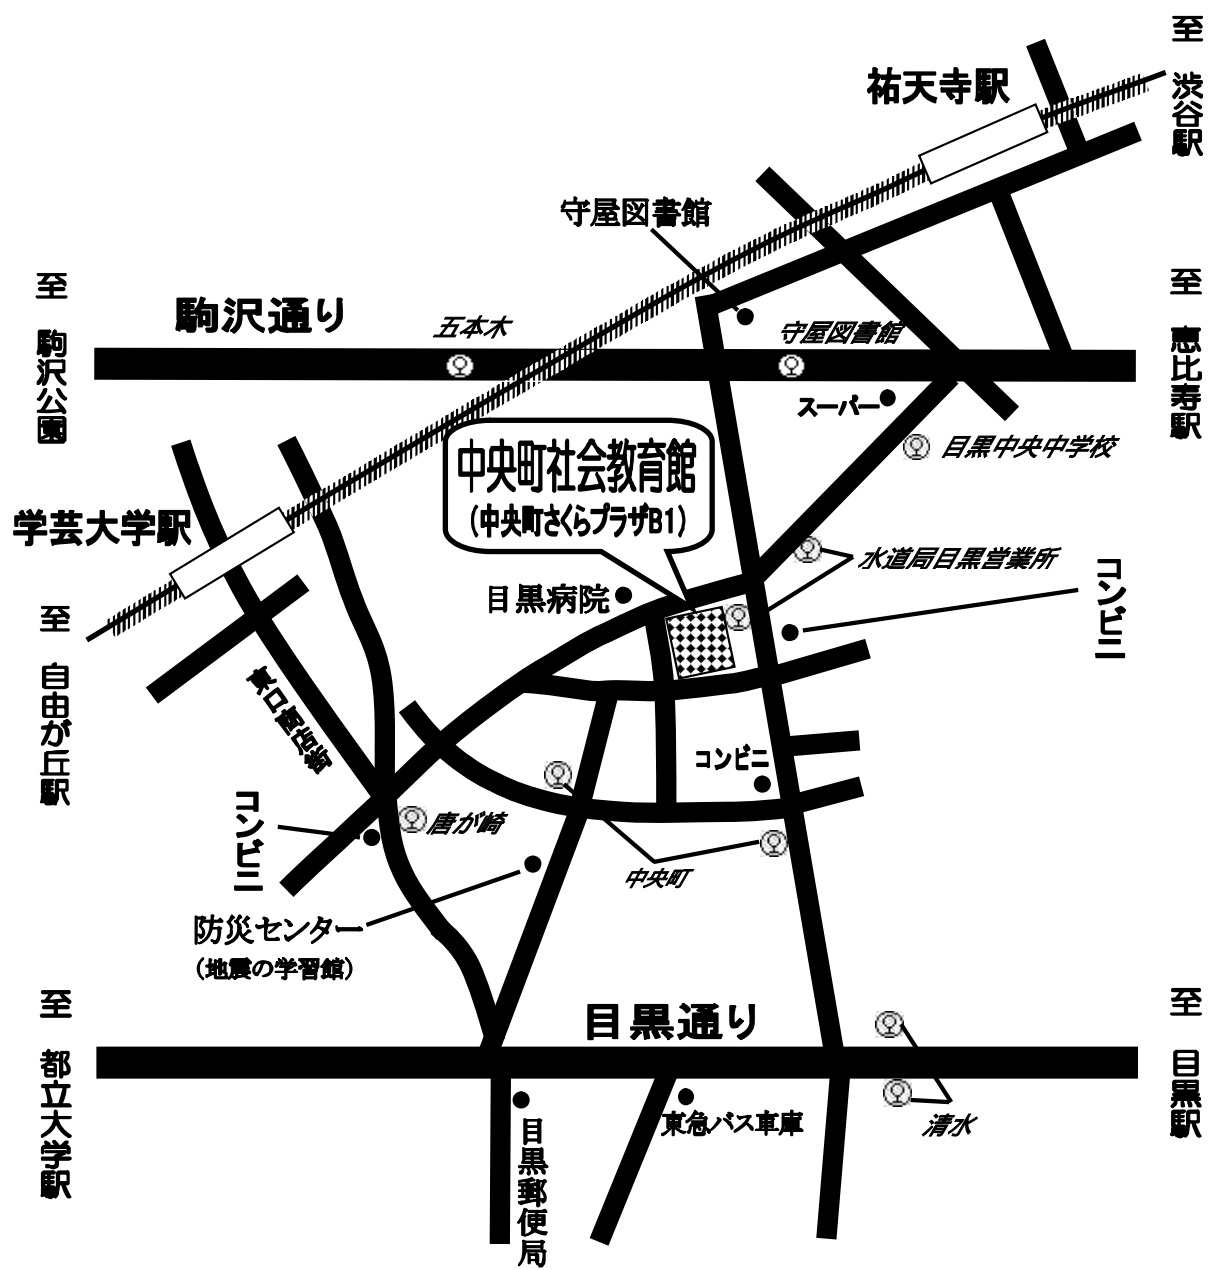 至 渋谷駅
祐天寺駅
守屋図書館
至 駒沢公園
駒沢通り
五本木
守屋図書館
至 恵比寿駅
スーパー
目黒中央中学校
中央町社会教育館
（中央町さくらプラザB1）
学芸大学駅
水道局目黒営業所
コンビニ
目黒病院
至 自由が丘駅
東口商店街
コンビニ
コンビニ
唐が崎
中央町
防災センター
（地震の学習館）
目黒通り
至 都立大学駅
至 目黒駅
清水
東急バス車庫
目黒郵便局